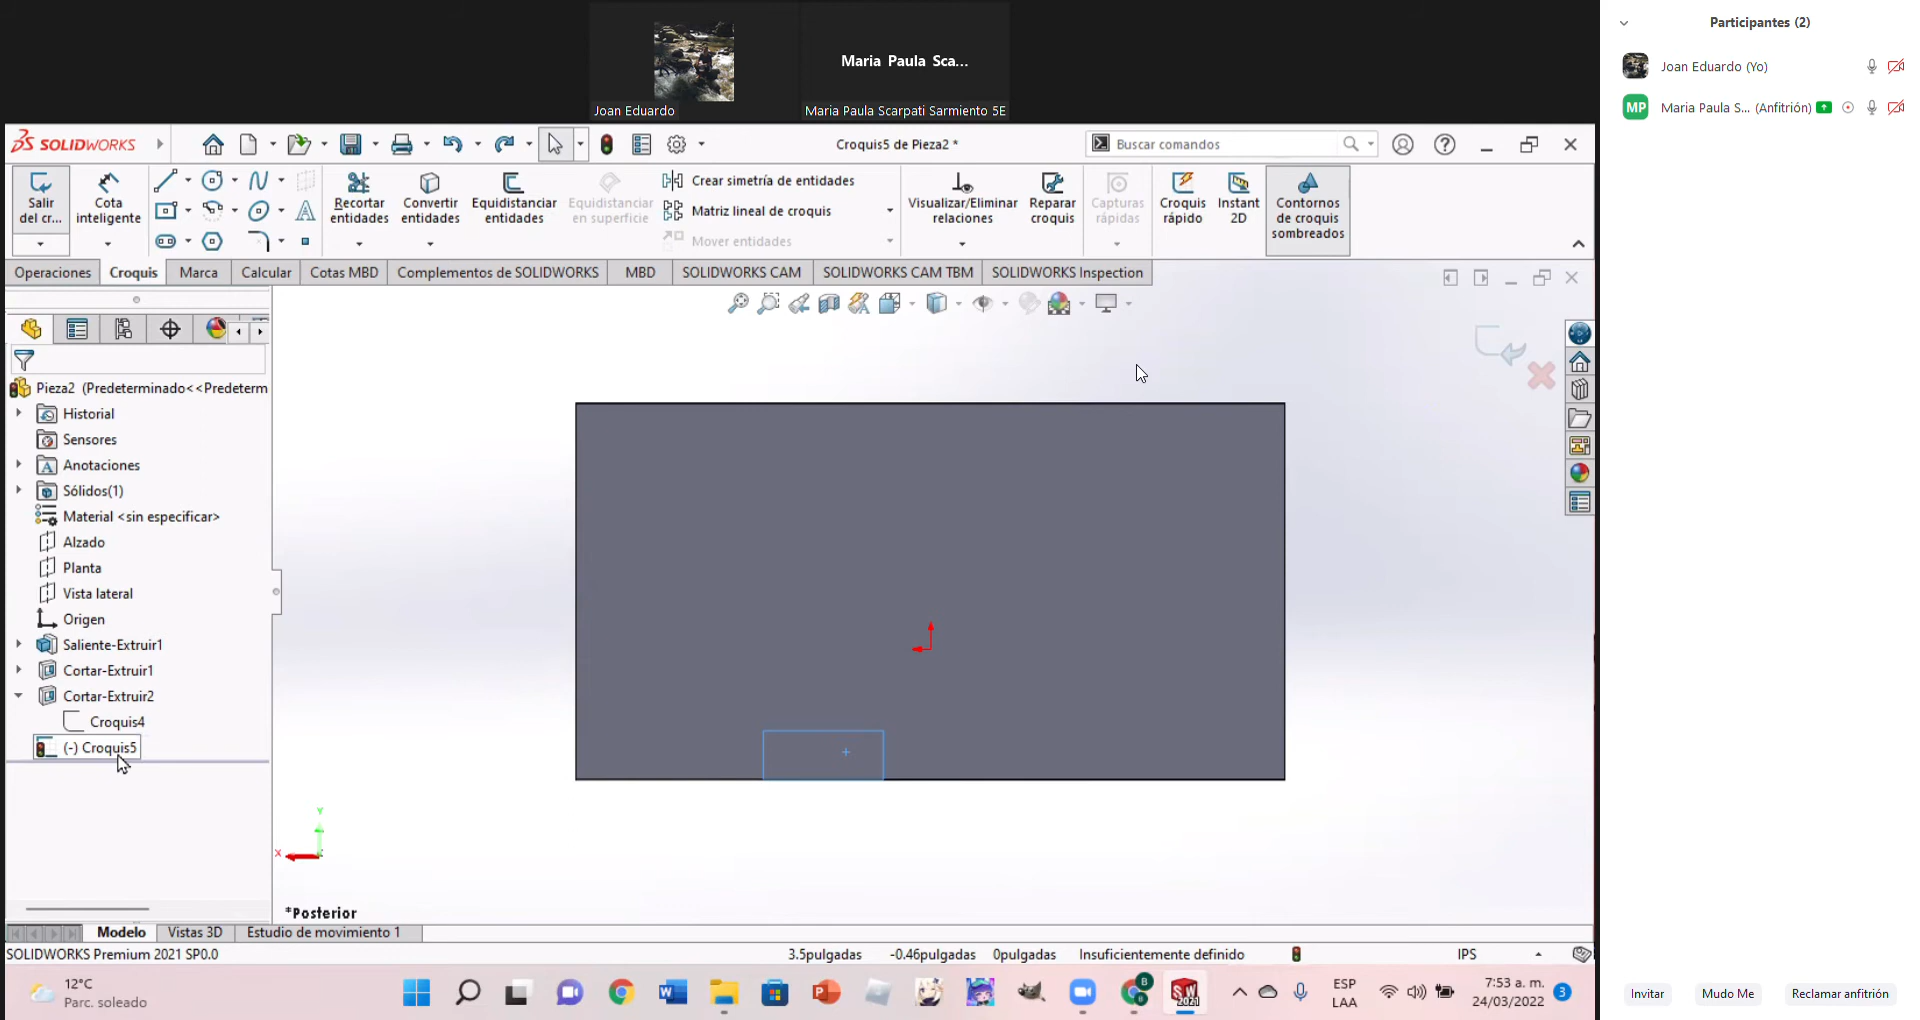 Maria Paula Sca...
Joan Eduardo
Maria Paula Scarpati Sarmiento 5E
Participantes (2)
Joan Eduardo (Yo)
MP
Maria Paula S... (Anfitrión)
SOLIDWORKS
Croquis5 de Pieza2 *
Buscar comandos
Salir
del cr...
Cota
inteligente
Recortar
entidades
Convertir
entidades
Equidistanciar
entidades
Equidistanciar
en superficie
Crear simetría de entidades
Matriz lineal de croquis
Mover entidades
Visualizar/Eliminar
relaciones
Reparar
croquis
Capturas
rápidas
Croquis
rápido
Instant
2D
Contornos
de croquis
sombreados
Operaciones
Croquis
Marca
Calcular
Cotas MBD
Complementos de SOLIDWORKS
MBD
SOLIDWORKS CAM
SOLIDWORKS CAM TBM
SOLIDWORKS Inspection
Pieza2 (Predeterminado<<Predeterm
Historial
Sensores
Anotaciones
Sólidos(1)
Material <sin especificar>
Alzado
Planta
Vista lateral
Origen
Saliente-Extruir1
Cortar-Extruir1
Cortar-Extruir2
Croquis4
(-) Croquis5
Y
X
*Posterior
Modelo
Vistas 3D
Estudio de movimiento 1
SOLIDWORKS Premium 2021 SP0.0
3.5pulgadas
-0.46pulgadas
0pulgadas
Insuficientemente definido
IPS
12°C
Parc. soleado
ESP
LAA
7:53 a. m.
24/03/2022
3
Invitar
Mudo Me
Reclamar anfitrión